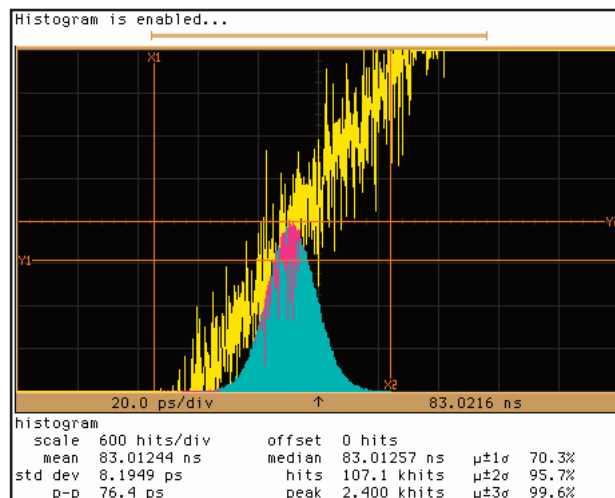 Histogram is enabled...
X1
Y2
Y1
X2
20.0 ps/div ↑ 83.0216 ns
histogram
scale 600 hits/div offset 0 hits
mean 83.01244 ns median 83.01257 ns μ±1σ 70.3%
std dev 8.1949 ps hits 107.1 khits μ±2σ 95.7%
p-p 76.4 ps peak 2.400 khits μ±3σ 99.6%